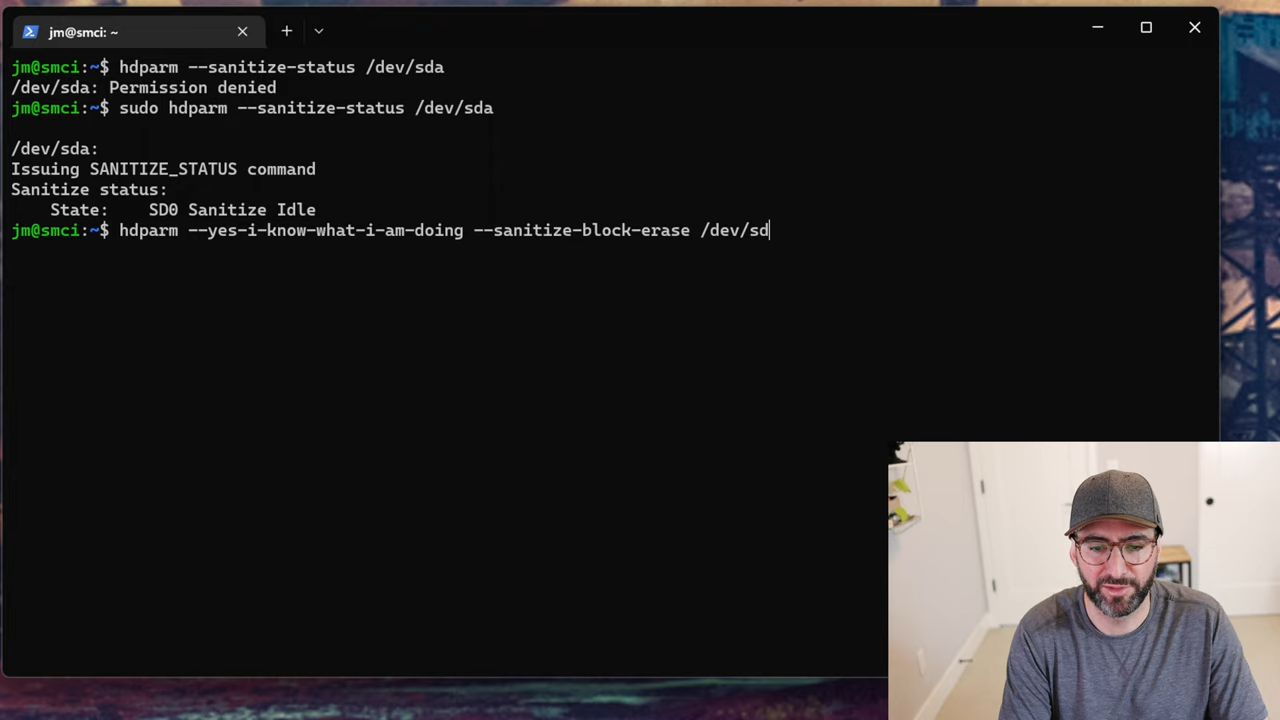 jm@smci: ~
jm@smci:~$ hdparm --sanitize-status /dev/sda
/dev/sda: Permission denied
jm@smci:~$ sudo hdparm --sanitize-status /dev/sda
/dev/sda:
Issuing SANITIZE_STATUS command
Sanitize status:
    State:    SD0 Sanitize Idle
jm@smci:~$ hdparm --yes-i-know-what-i-am-doing --sanitize-block-erase /dev/sd